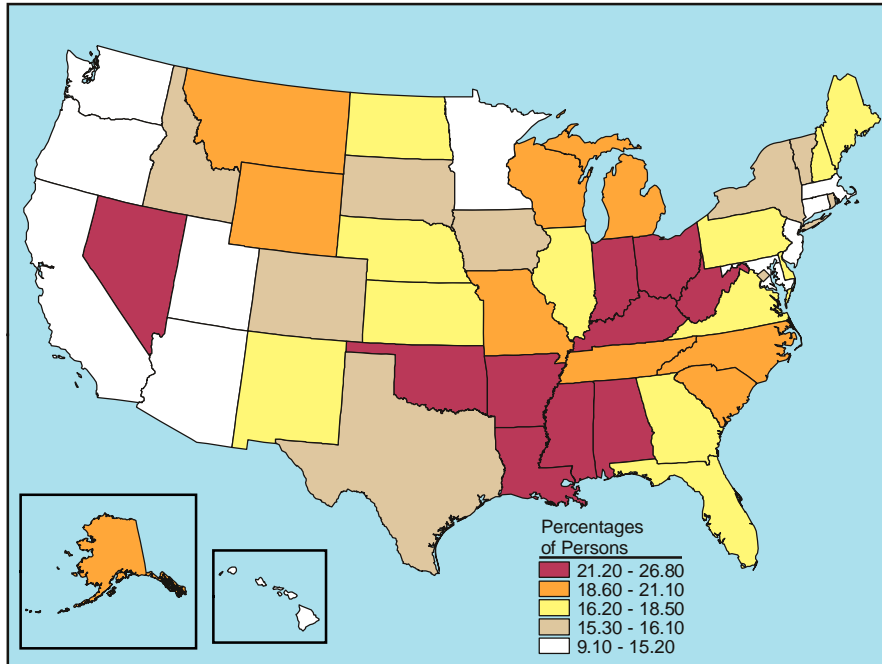 Percentages
of Persons
21.20 - 26.80
18.60 - 21.10
16.20 - 18.50
15.30 - 16.10
9.10 - 15.20